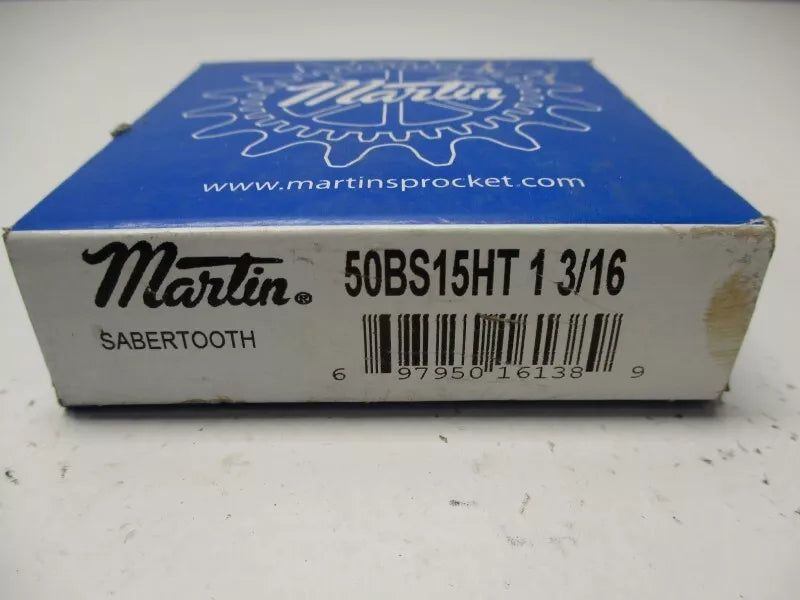 Martin
www.martinsprocket.com
Martin®
50BS15HT 1 3/16
SABERTOOTH
6 97950 16138 9